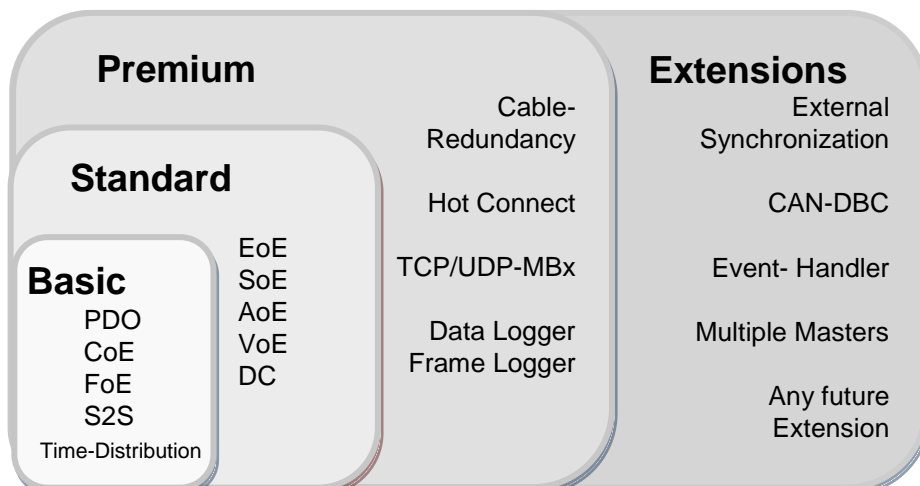 Premium
Cable-
Redundancy
Hot Connect
TCP/UDP-MBx
Data Logger
Frame Logger
Extensions
External
Synchronization
CAN-DBC
Event- Handler
Multiple Masters
Any future
Extension
Standard
EoE
SoE
AoE
VoE
DC
Basic
PDO
CoE
FoE
S2S
Time-Distribution